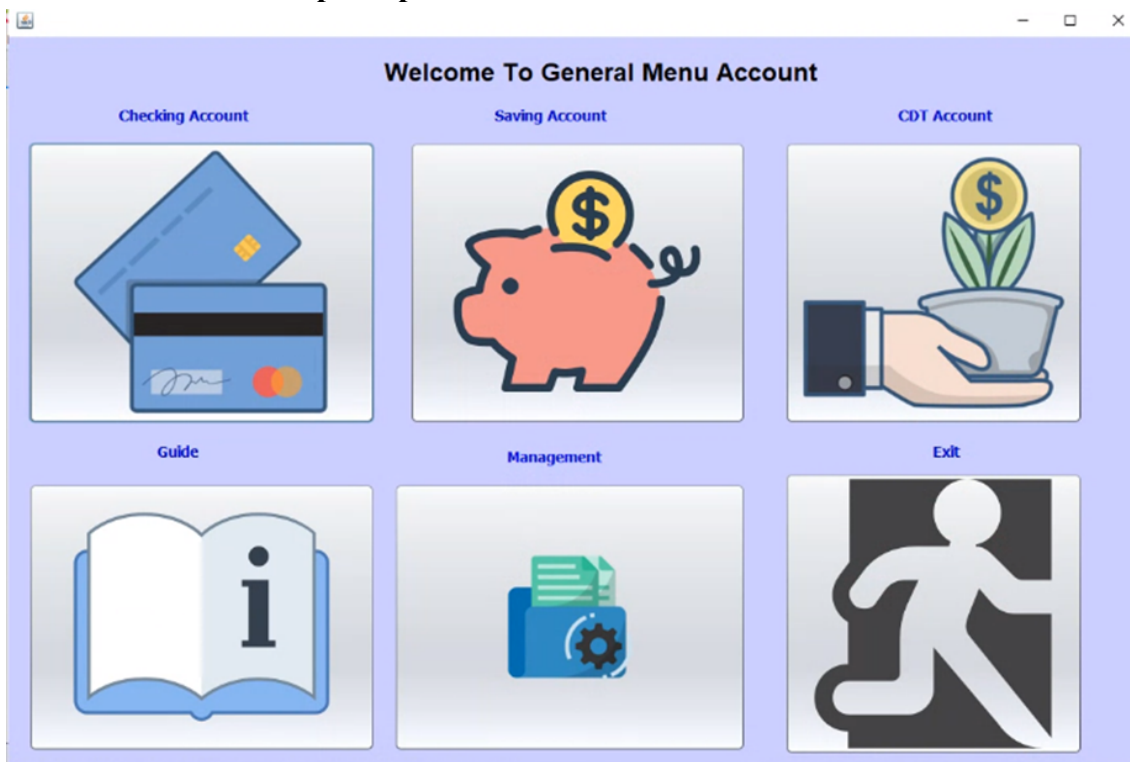 Welcome To General Menu Account
Checking Account
Saving Account
CDT Account
Guide
Management
Exit